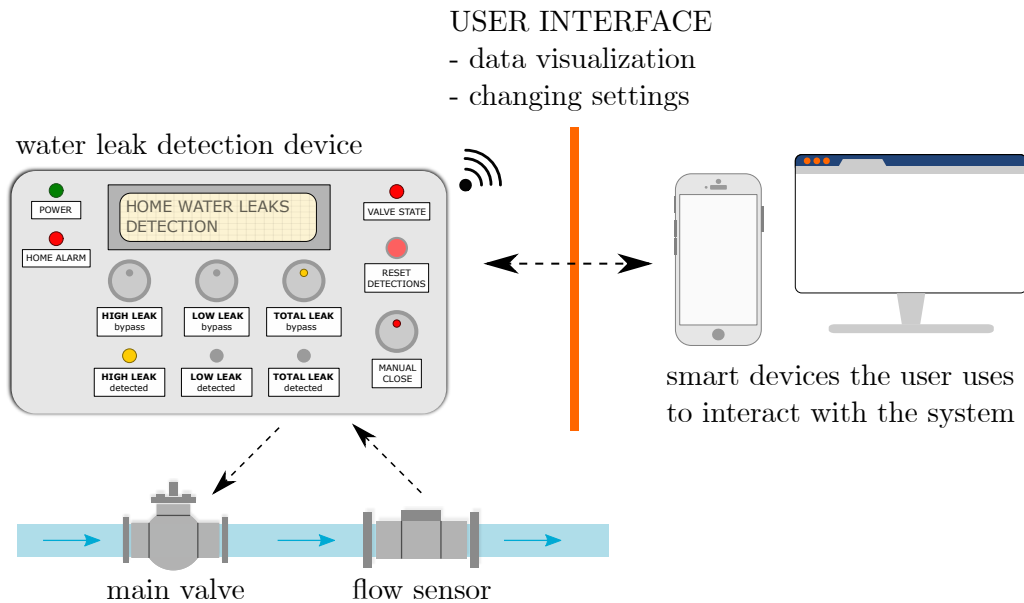 USER INTERFACE
- data visualization
- changing settings
water leak detection device
POWER
HOME ALARM
HOME WATER LEAKS
DETECTION
VALVE STATE
RESET
DETECTIONS
HIGH LEAK
bypass
LOW LEAK
bypass
TOTAL LEAK
bypass
HIGH LEAK
detected
LOW LEAK
detected
TOTAL LEAK
detected
MANUAL
CLOSE
smart devices the user uses
to interact with the system
main valve
flow sensor